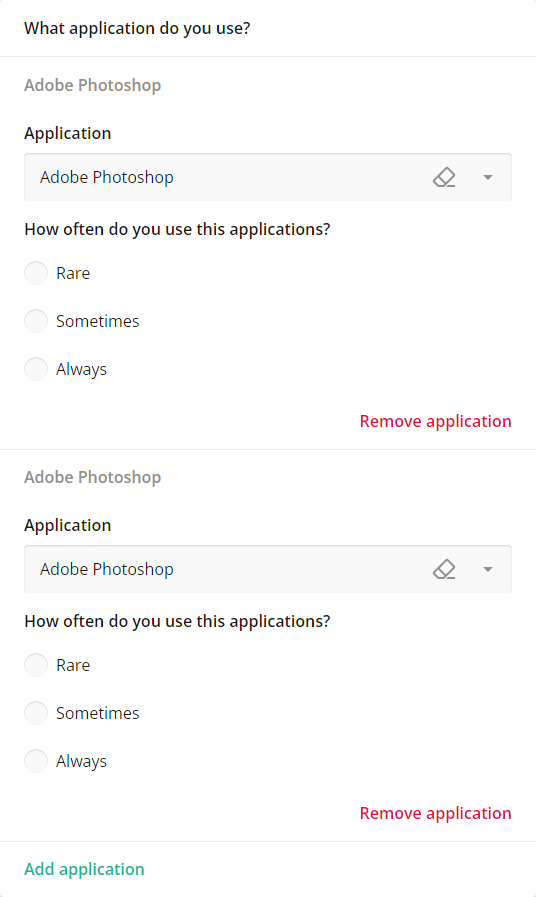 What application do you use?
Adobe Photoshop
Application
Adobe Photoshop
How often do you use this applications?
Rare
Sometimes
Always
Remove application
Adobe Photoshop
Application
Adobe Photoshop
How often do you use this applications?
Rare
Sometimes
Always
Remove application
Add application